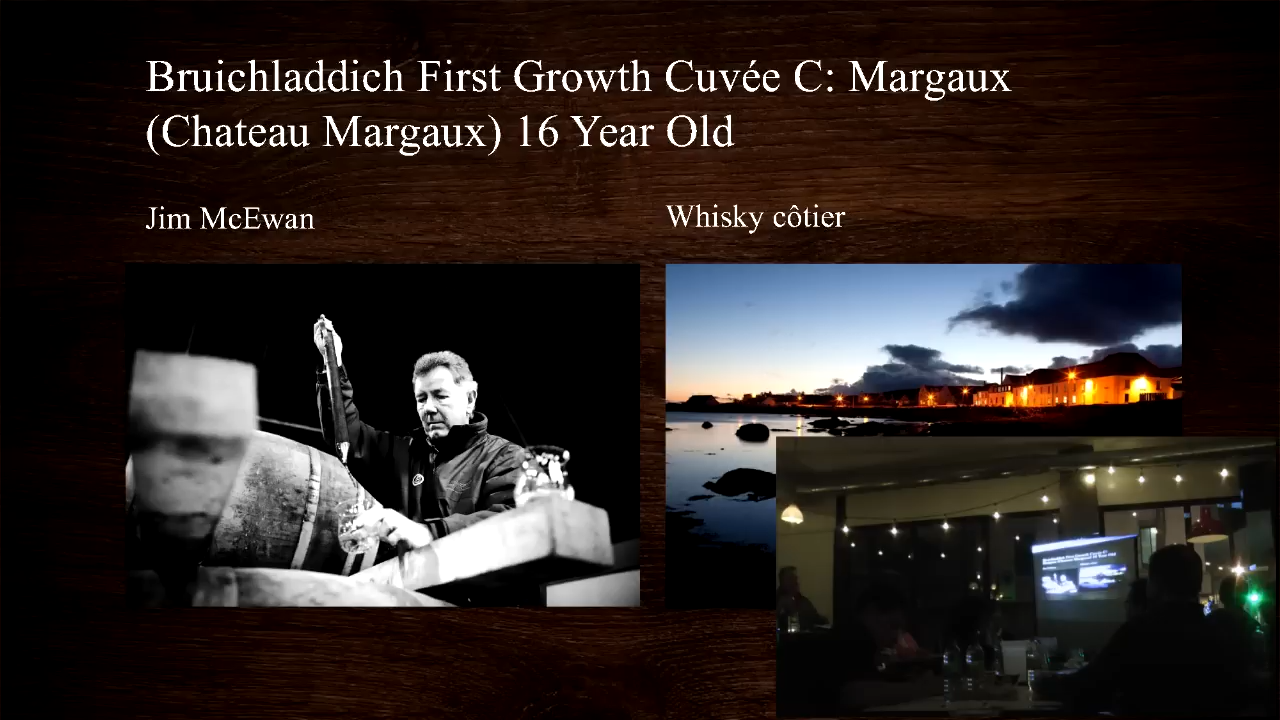 Bruichladdich First Growth Cuvée C: Margaux
(Chateau Margaux) 16 Year Old
Jim McEwan
Whisky côtier